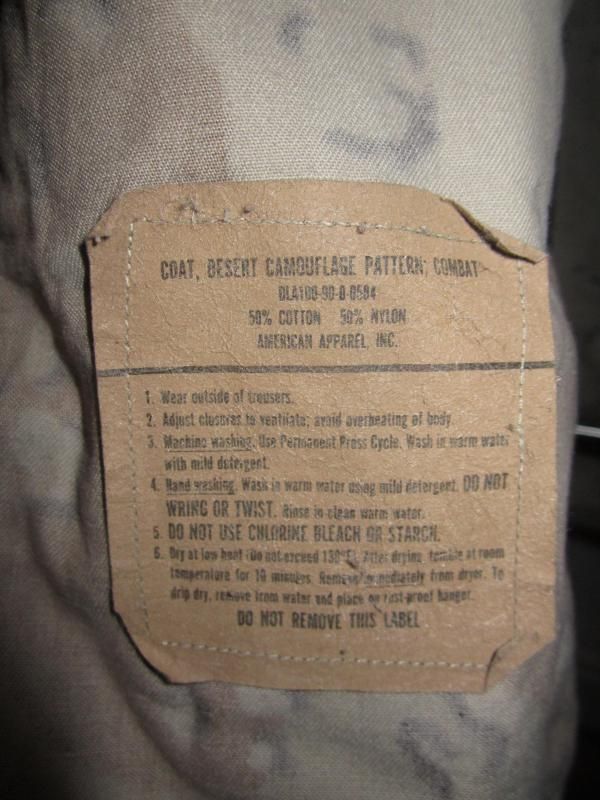 3
COAT, DESERT CAMOUFLAGE PATTERN; COMBAT
DLA100-90-D-0584
50% COTTON 50% NYLON
AMERICAN APPAREL, INC.
1. Wear outside of trousers.
2. Adjust closures to ventilate; avoid overheating of body.
3. Machine washing. Use Permanent Press Cycle. Wash in warm water
with mild detergent.
4. Hand washing. Wash in warm water using mild detergent. DO NOT
WRING OR TWIST. Rinse in clean warm water.
5. DO NOT USE CHLORINE BLEACH OR STARCH.
6. Dry at low heat (Do not exceed 130°F). After drying, tumble at room
temperature for 10 minutes. Remove immediately from dryer. To
drip dry, remove from water and place on rust-proof hanger.
DO NOT REMOVE THIS LABEL